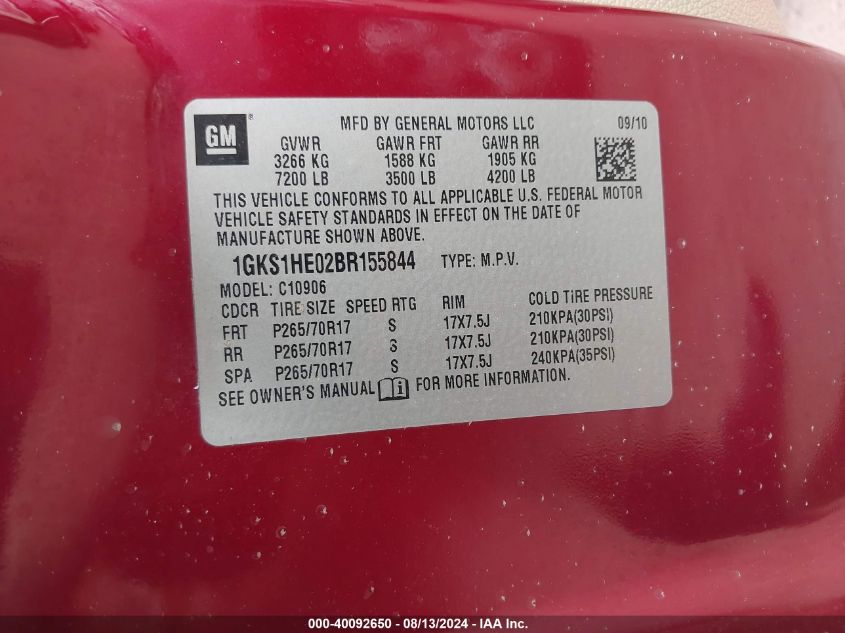 GM® MFD BY GENERAL MOTORS LLC 09/10
GVWR GAWR FRT GAWR RR
3266 KG 1588 KG 1905 KG
7200 LB 3500 LB 4200 LB
THIS VEHICLE CONFORMS TO ALL APPLICABLE U.S. FEDERAL MOTOR
VEHICLE SAFETY STANDARDS IN EFFECT ON THE DATE OF
MANUFACTURE SHOWN ABOVE.
1GKS1HE02BR155844 TYPE: M.P.V.
MODEL: C10906
CDCR TIRE SIZE SPEED RTG RIM COLD TIRE PRESSURE
FRT P265/70R17 S 17X7.5J 210KPA(30PSI)
RR P265/70R17 S 17X7.5J 210KPA(30PSI)
SPA P265/70R17 S 17X7.5J 240KPA(35PSI)
SEE OWNER'S MANUAL i FOR MORE INFORMATION.
000-40092650 - 08/13/2024 - Copyright © 2024 IAA, Inc.